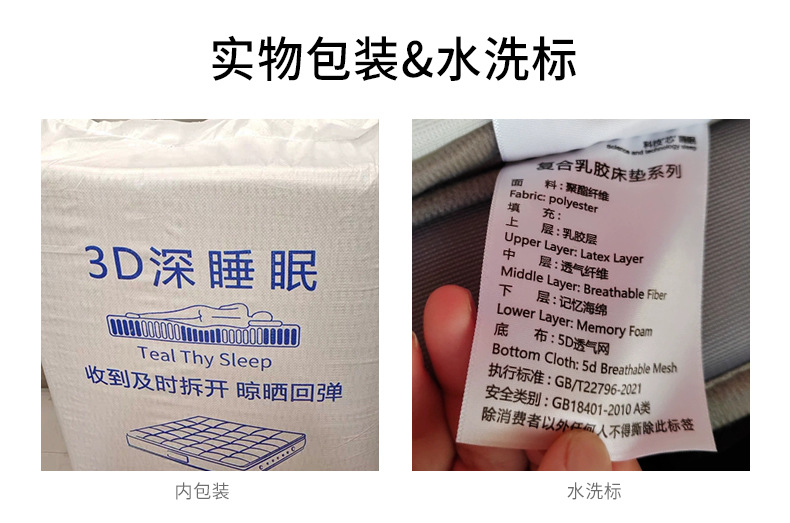 实物包装&水洗标
3D深睡眠
Teal Thy Sleep
收到及时拆开 晾晒回弹
内包装
science and technology sleep
复合乳胶床垫系列
面 料:聚酯纤维
Fabric: polyester
填 充:
上 层:乳胶层
Upper Layer: Latex Layer
中 层:透气纤维
Middle Layer: Breathable Fiber
下 层:记忆海绵
Lower Layer: Memory Foam
底 布:5D透气网
Bottom Cloth: 5d Breathable Mesh
执行标准:GB/T22796-2021
安全类别:GB18401-2010 A类
除消费者以外任何人不得撕除此标签
水洗标